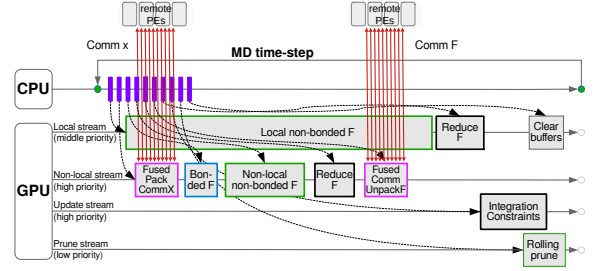 remote
PEs
remote
PEs
Comm x
Comm F
MD time-step
CPU
GPU
Local stream
(middle priority)
Local non-bonded F
Reduce
F
Clear
buffers
Non-local stream
(high priority)
Fused
Pack
CommX
Bon-
ded F
Non-local
non-bonded F
Reduce
F
Fused
Comm
UnpackF
Update stream
(high priority)
Integration
Constraints
Prune stream
(low priority)
Rolling
prune